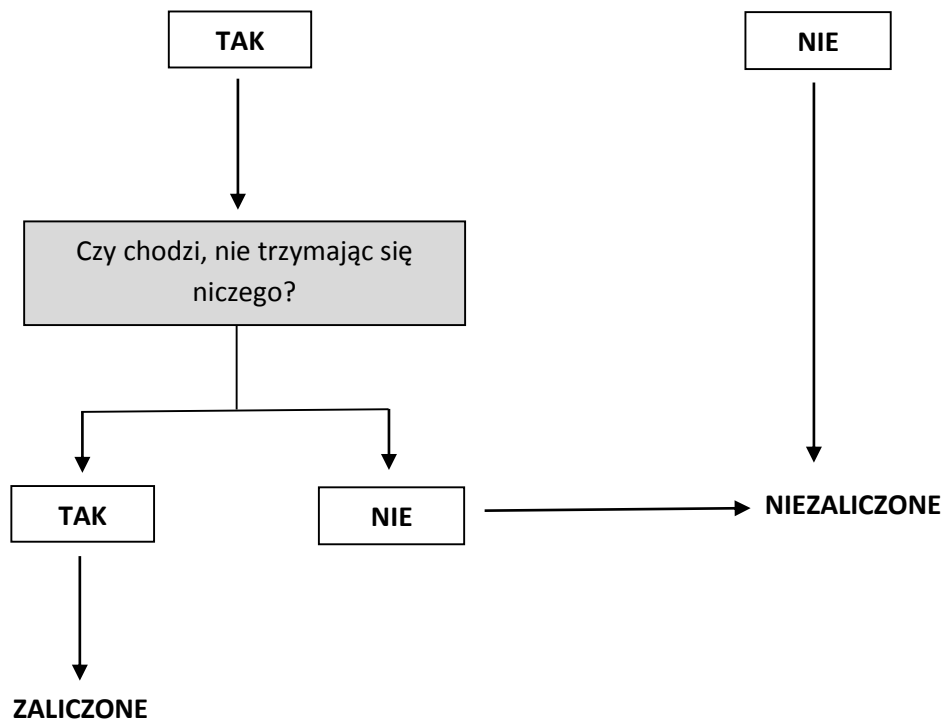 TAK
NIE
Czy chodzi, nie trzymając się
niczego?
TAK
NIE
NIEZALICZONE
ZALICZONE